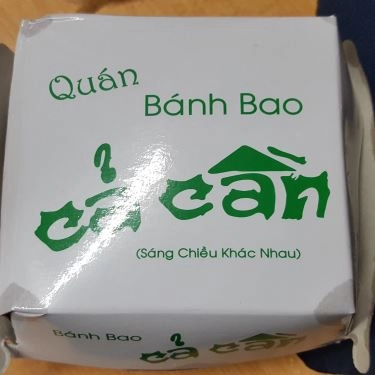 Quán
Bánh Bao
cả cần
(Sáng Chiều Khác Nhau)
Bánh Bao
cả cần